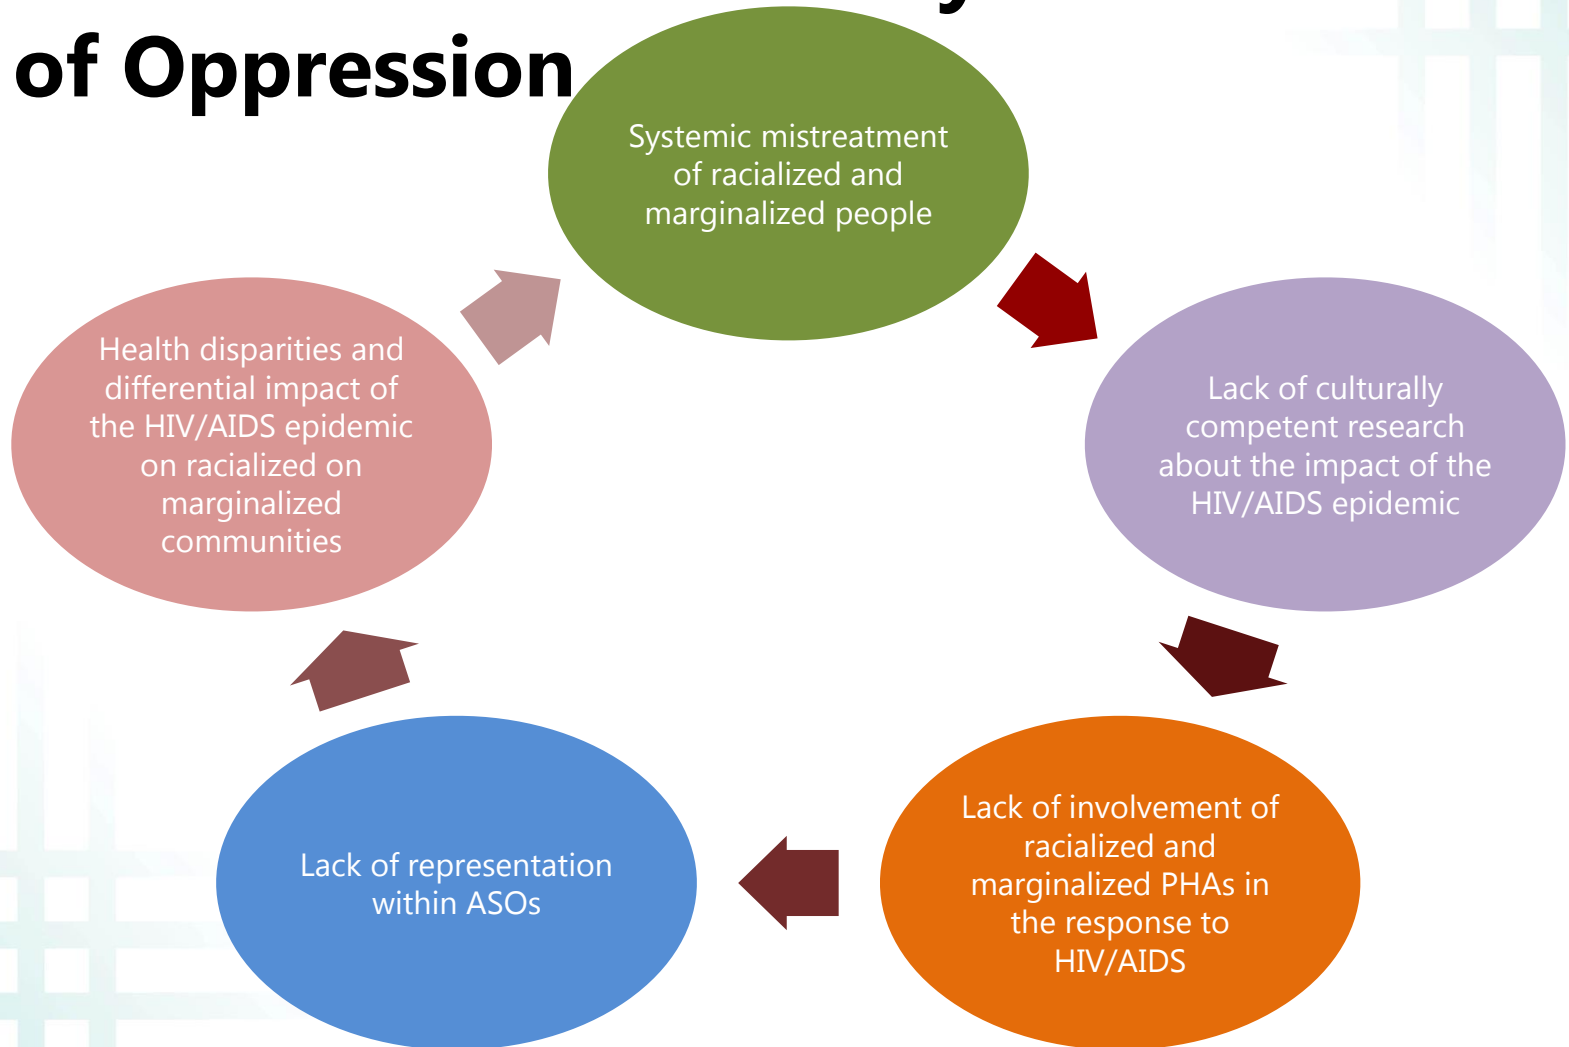 of Oppression
Systemic mistreatment
of racialized and
marginalized people
Lack of culturally
competent research
about the impact of the
HIV/AIDS epidemic
Lack of involvement of
racialized and
marginalized PHAs in
the response to
HIV/AIDS
Lack of representation
within ASOs
Health disparities and
differential impact of
the HIV/AIDS epidemic
on racialized on
marginalized
communities